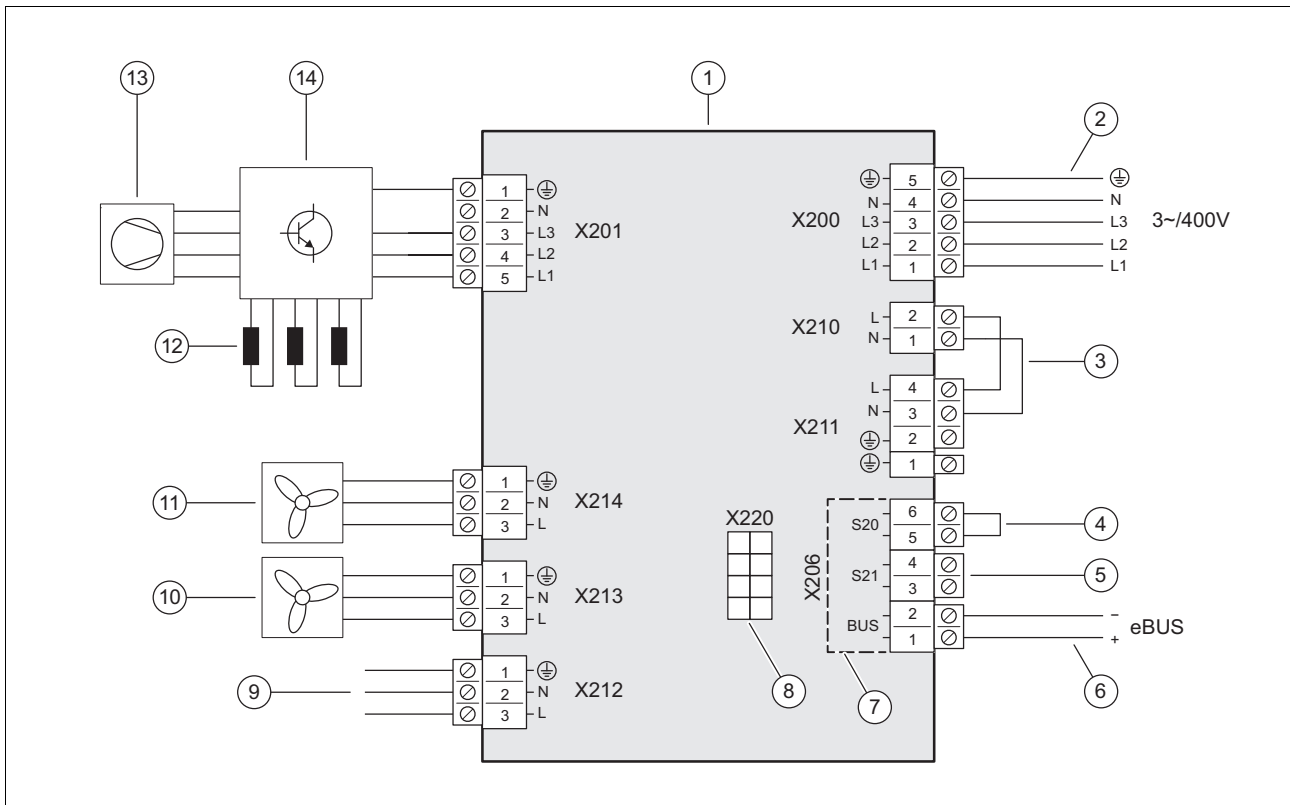 13
14
1
2
X201
1
2 N
3 L3
4 L2
5 L1
X200
5
N 4
L3 3
L2 2
L1 1
N
L3
L2
L1
3~/400V
12
X210
L 2
N 1
3
X211
L 4
N 3
2
1
11
X214
1
2 N
3 L
10
X213
1
2 N
3 L
9
X212
1
2 N
3 L
X220
8
X206
S20
6
5
4
S21
4
3
5
BUS
2
1
−
+
eBUS
6
7